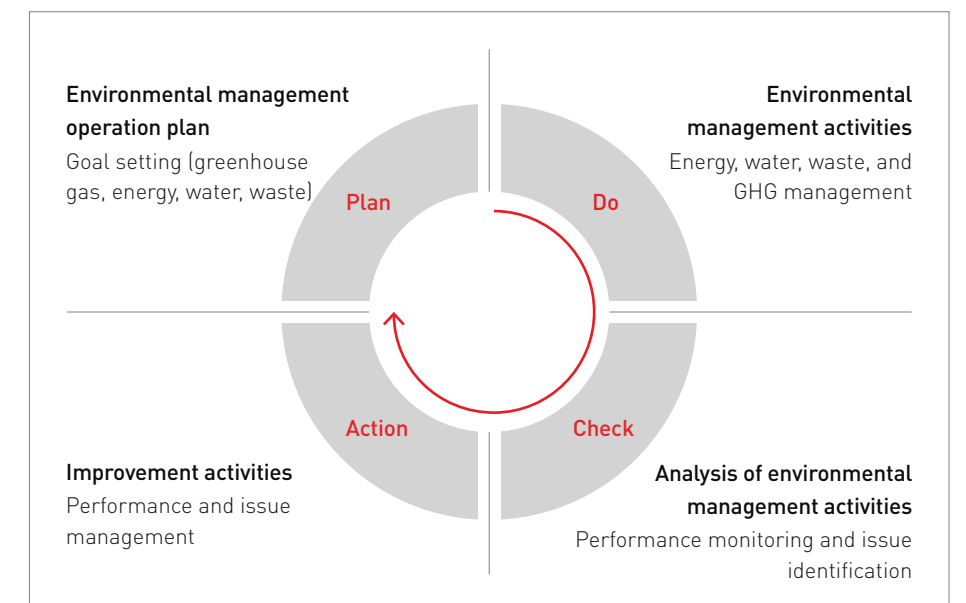 Environmental management
operation plan
Goal setting (greenhouse
gas, energy, water, waste)
Plan
Environmental
management activities
Energy, water, waste, and
GHG management
Do
Action
Improvement activities
Performance and issue
management
Check
Analysis of environmental
management activities
Performance monitoring and issue
identification